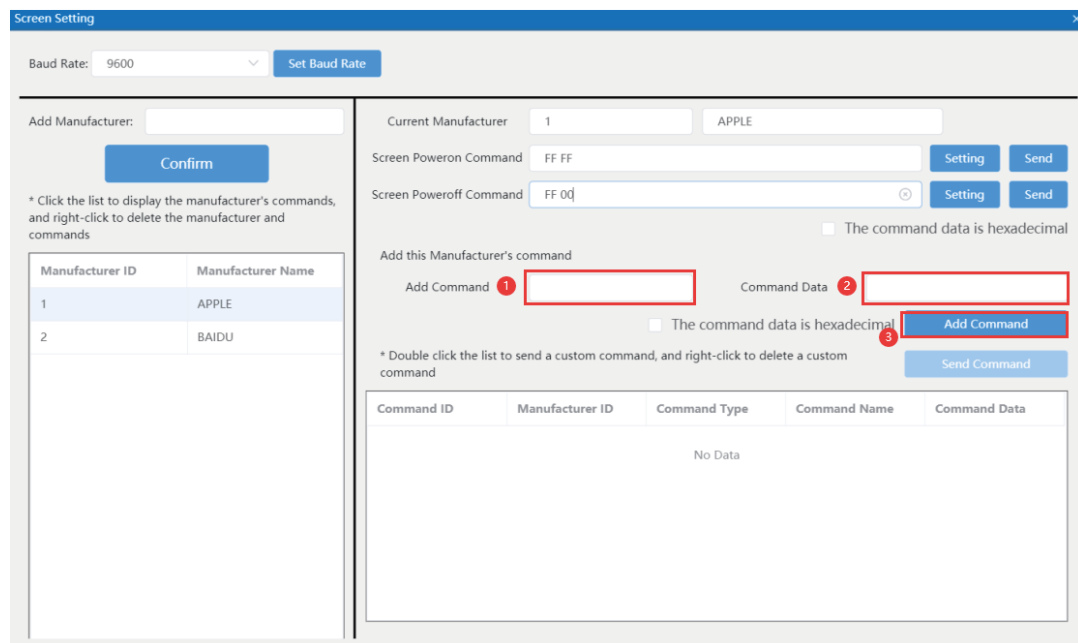 Screen Setting
Baud Rate: 9600 Set Baud Rate
Add Manufacturer:
Confirm
* Click the list to display the manufacturer's commands,
and right-click to delete the manufacturer and
commands
Manufacturer ID Manufacturer Name
1 APPLE
2 BAIDU
Current Manufacturer 1 APPLE
Screen Poweron Command FF FF Setting Send
Screen Poweroff Command FF 00 Setting Send
The command data is hexadecimal
Add this Manufacturer's command
Add Command 1 Command Data 2
The command data is hexadecimal 3 Add Command
* Double click the list to send a custom command, and right-click to delete a custom
command
Send Command
Command ID Manufacturer ID Command Type Command Name Command Data
No Data